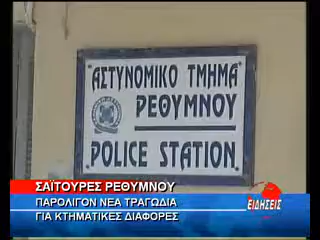 ΑΣΤΥΝΟΜΙΚΟ ΤΜΗΜΑ
ΡΕΘΥΜΝΟΥ
POLICE STATION
ΣΑΪΤΟΥΡΕΣ ΡΕΘΥΜΝΟΥ
ΠΑΡΟΛΙΓΟΝ ΝΕΑ ΤΡΑΓΩΔΙΑ
ΓΙΑ ΚΤΗΜΑΤΙΚΕΣ ΔΙΑΦΟΡΕΣ
ΕΙΔΗΣΕΙΣ